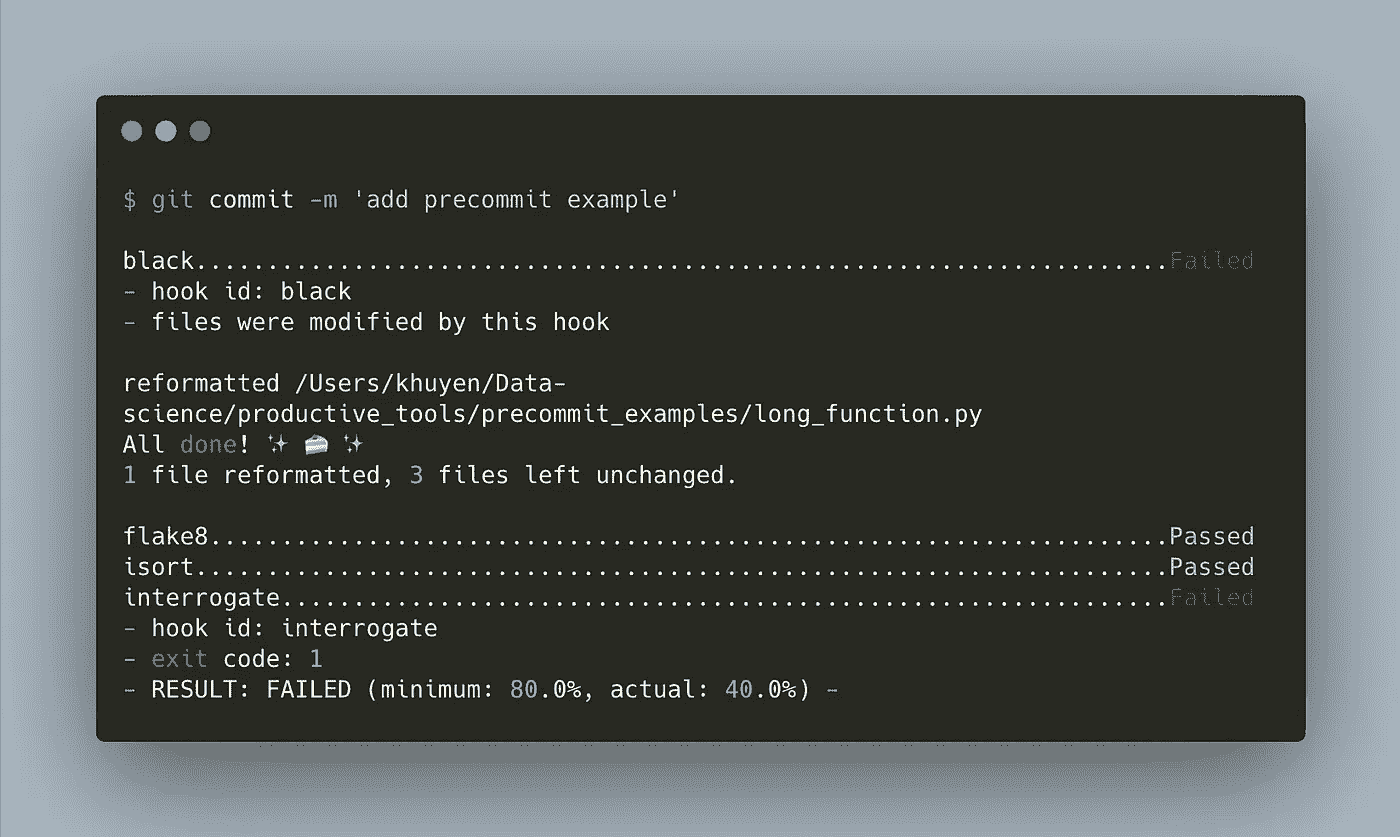 $ git commit -m 'add precommit example'
black....................................................................Failed
- hook id: black
- files were modified by this hook
reformatted /Users/khuyen/Data-
science/productive_tools/precommit_examples/long_function.py
All done! ✨ 🍰 ✨
1 file reformatted, 3 files left unchanged.
flake8...................................................................Passed
isort....................................................................Passed
interrogate..............................................................Failed
- hook id: interrogate
- exit code: 1
- RESULT: FAILED (minimum: 80.0%, actual: 40.0%) -